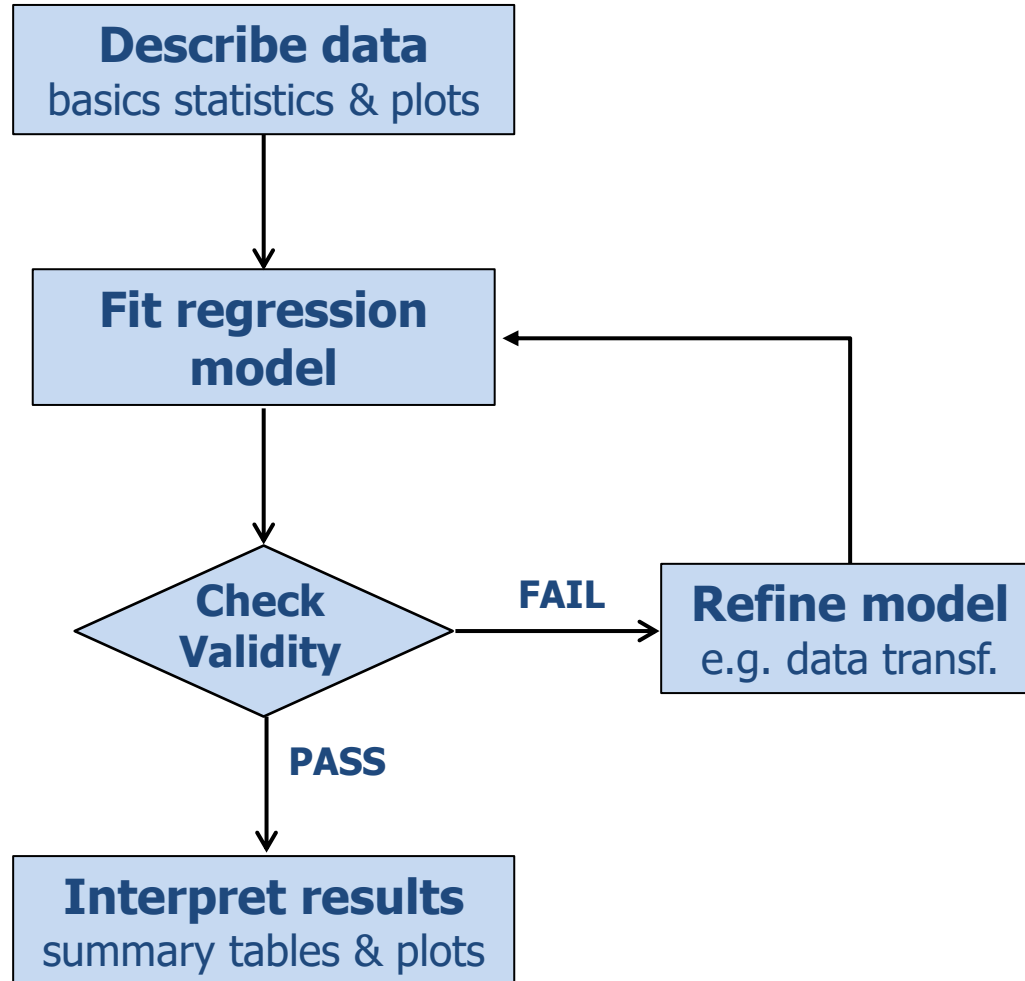 Describe data
basics statistics & plots
Fit regression
model
Check
Validity
FAIL
Refine model
e.g. data transf.
PASS
Interpret results
summary tables & plots